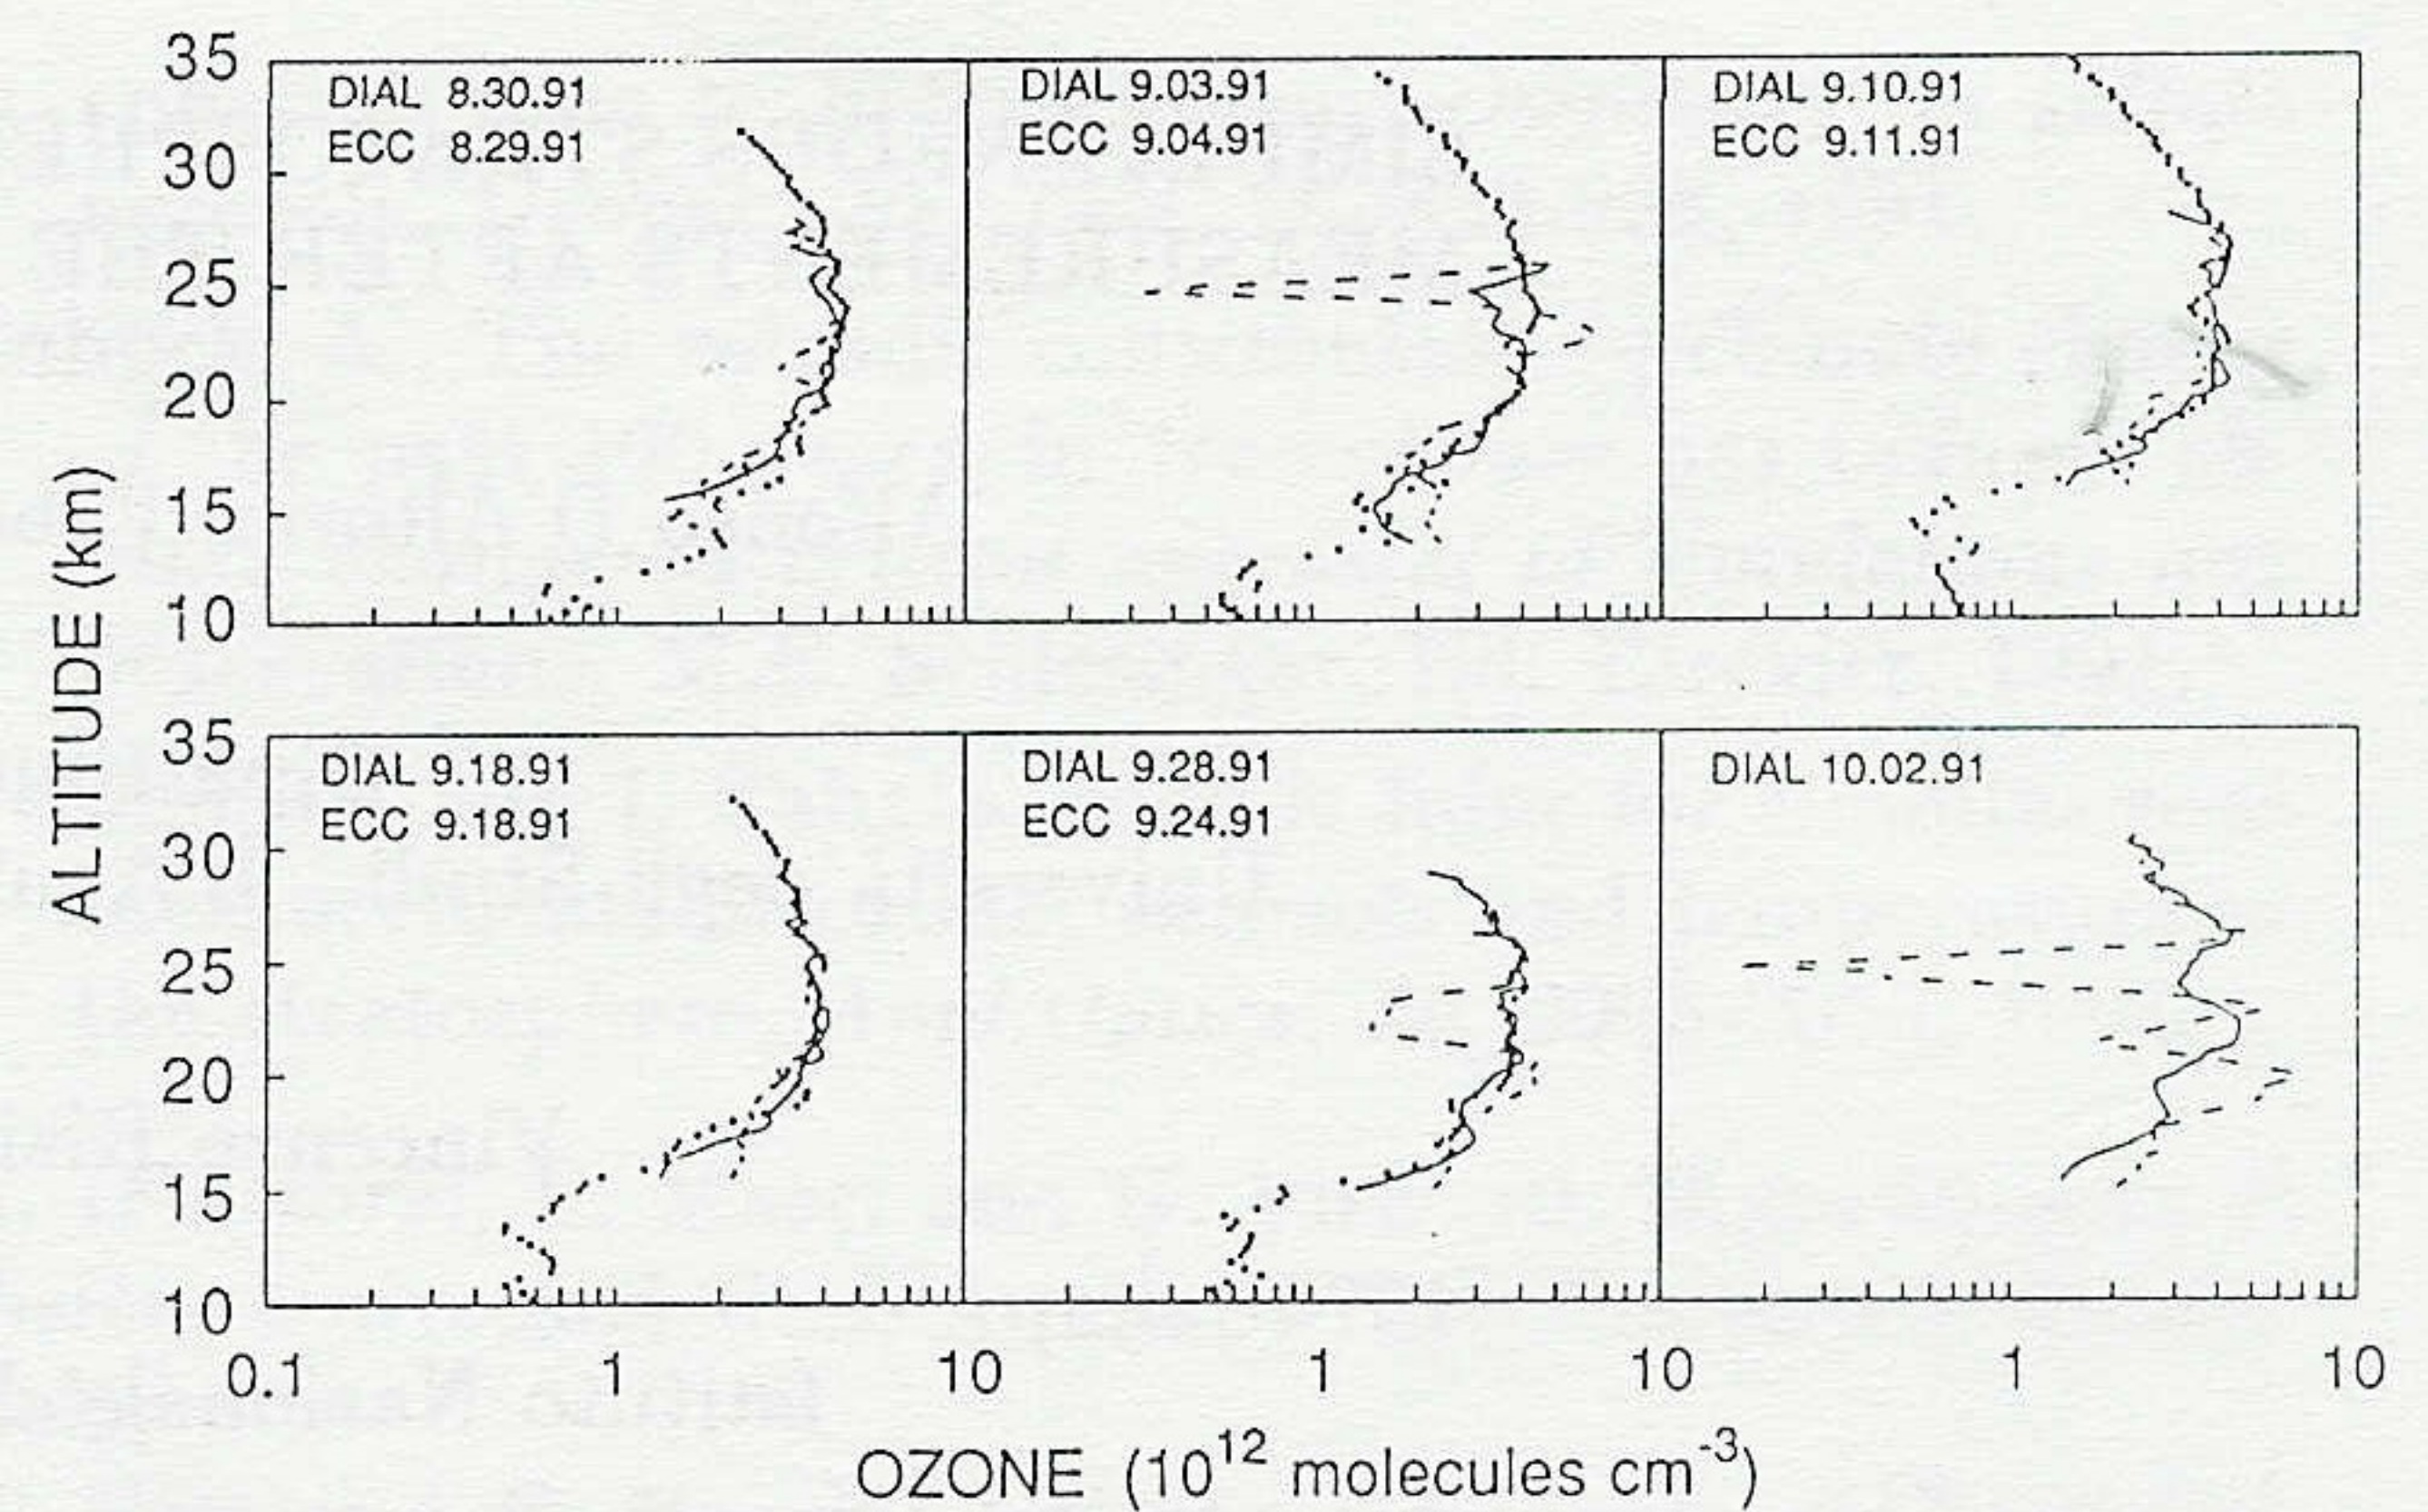 35
30
25
20
15
10
DIAL 8.30.91
ECC 8.29.91
DIAL 9.03.91
ECC 9.04.91
DIAL 9.10.91
ECC 9.11.91
ALTITUDE (km)
35
30
25
20
15
10
DIAL 9.18.91
ECC 9.18.91
DIAL 9.28.91
ECC 9.24.91
DIAL 10.02.91
0.1 1 10 1 10 1 10
OZONE (10¹² molecules cm⁻³)